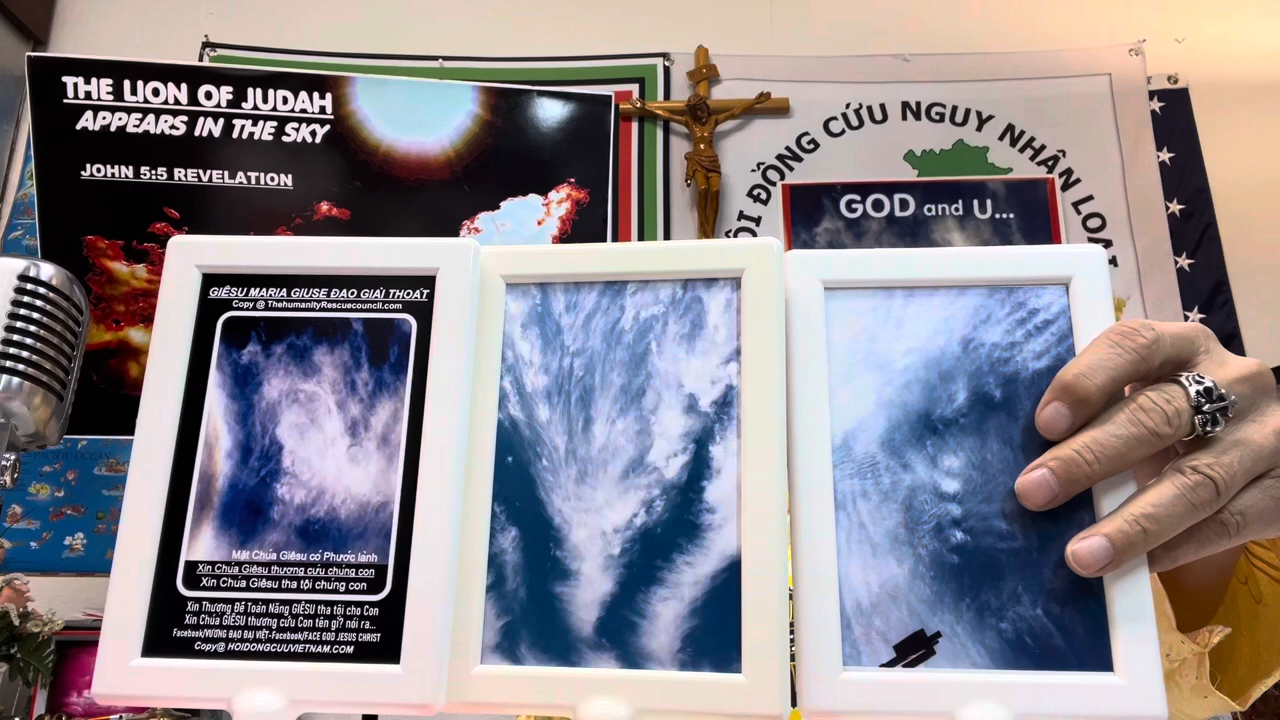 THE LION OF JUDAH
APPEARS IN THE SKY
JOHN 5:5 REVELATION
ĐỒNG CỨU NGUY NHÂN LOẠI
GOD and U...
GIÊSU MARIA GIUSE ĐẠO GIẢI THOÁT
Copy @ ThehumanityRescuecouncil.com
Mặt Chúa Giêsu có Phước lành
Xin Chúa Giêsu thương cứu chúng con
Xin Chúa Giêsu tha tội chúng con
Xin Thượng Đế Toàn Năng GIÊSU tha tội cho Con
Xin Chúa GIÊSU thương cứu Con tên gì? nói ra...
Facebook/VƯƠNG ĐẠO ĐẠI VIỆT-Facebook/FACE GOD JESUS CHRIST
Copy@ HOIDONGCUUVIETNAM.COM
PACIFIC OCEAN